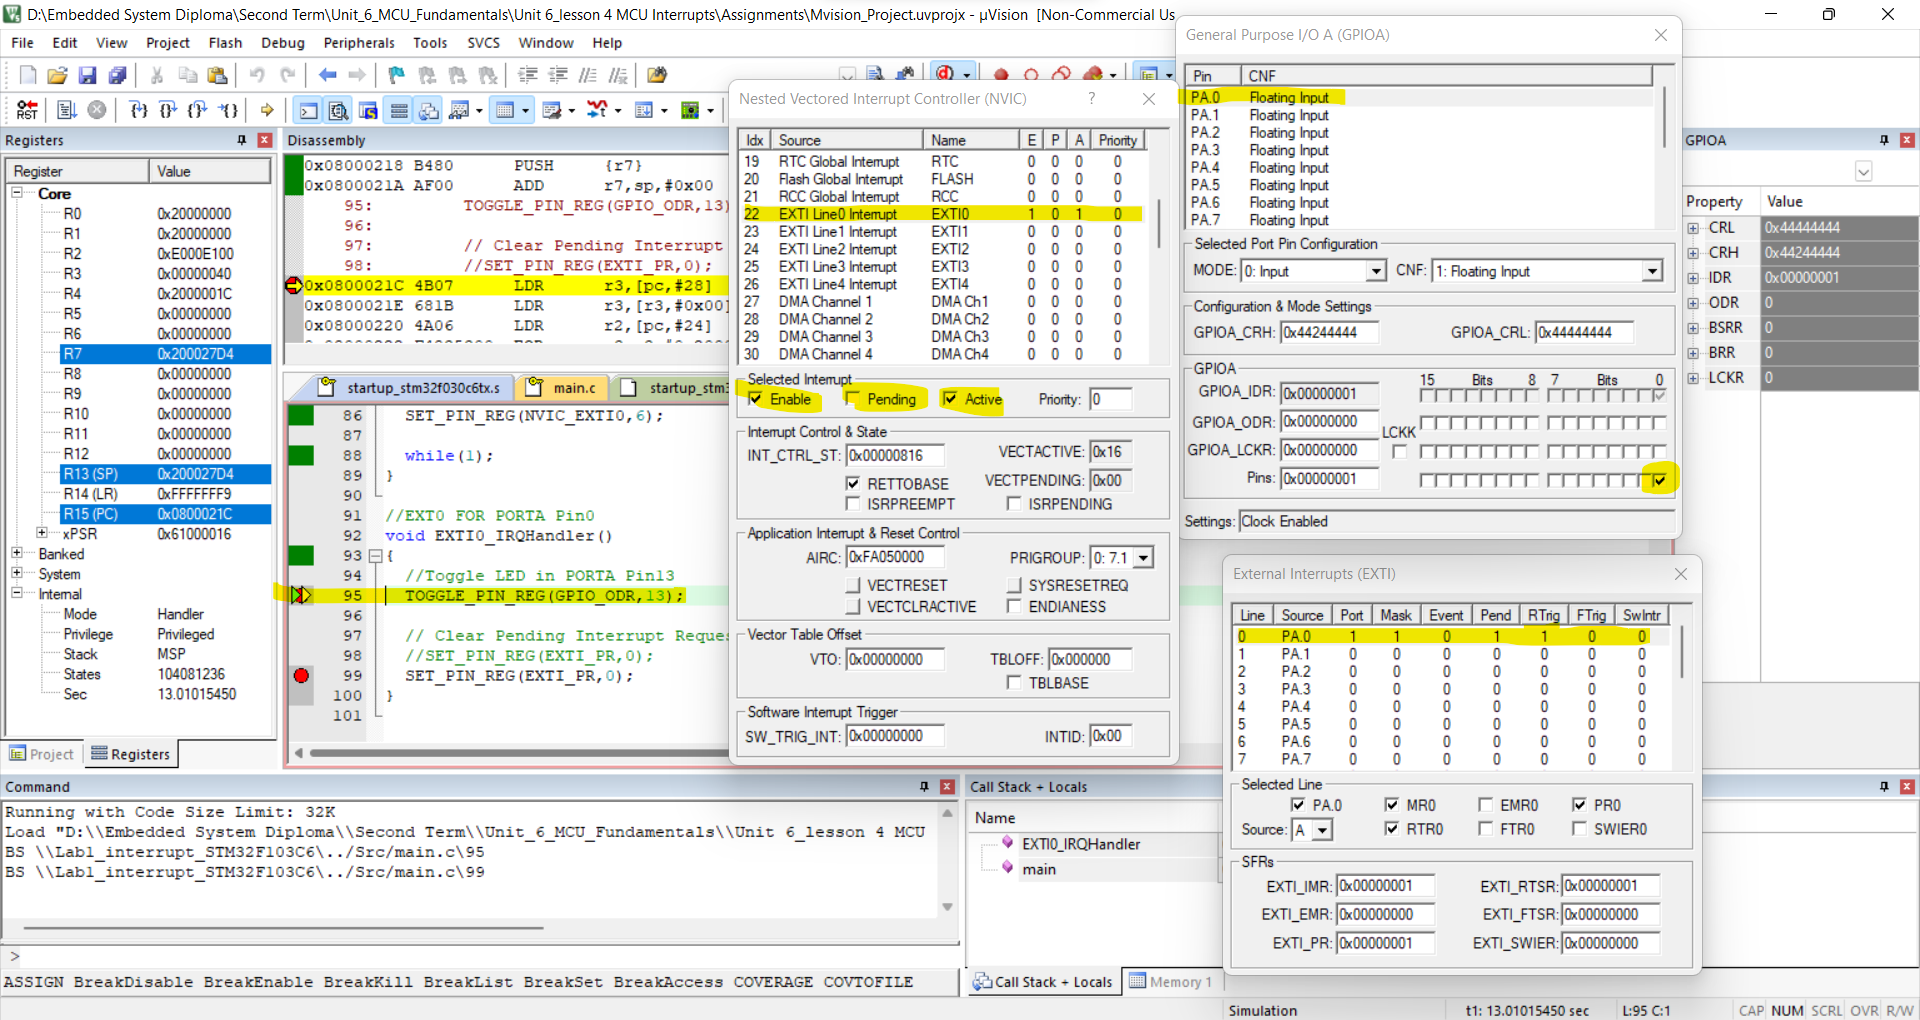 D:\Embedded System Diploma\Second Term\Unit_6_MCU_Fundamentals\Unit 6_lesson 4 MCU Interrupts\Assignments\Mvision_Project.uvprojx - µVision [Non-Commercial Us
File Edit View Project Flash Debug Peripherals Tools SVCS Window Help
RST
Registers
Register Value
Core
R0 0x20000000
R1 0x20000000
R2 0xE000E100
R3 0x00000040
R4 0x2000001C
R5 0x00000000
R6 0x00000000
R7 0x200027D4
R8 0x00000000
R9 0x00000000
R10 0x00000000
R11 0x00000000
R12 0x00000000
R13 (SP) 0x200027D4
R14 (LR) 0xFFFFFFF9
R15 (PC) 0x0800021C
xPSR 0x61000016
Banked
System
Internal
Mode Handler
Privilege Privileged
Stack MSP
States 104081236
Sec 13.01015450
Project Registers
Disassembly
0x08000218 B480 PUSH {r7}
0x0800021A AF00 ADD r7,sp,#0x00
95: TOGGLE_PIN_REG(GPIO_ODR,13)
96:
97: // Clear Pending Interrupt
98: //SET_PIN_REG(EXTI_PR,0);
0x0800021C 4B07 LDR r3,[pc,#28]
0x0800021E 681B LDR r3,[r3,#0x00]
0x08000220 4A06 LDR r2,[pc,#24]
startup_stm32f030c6tx.s main.c startup_stm3
86 SET_PIN_REG(NVIC_EXTI0,6);
87
88 while(1);
89 }
90
91 //EXT0 FOR PORTA Pin0
92 void EXTI0_IRQHandler()
93 {
94 //Toggle LED in PORTA Pin13
95 TOGGLE_PIN_REG(GPIO_ODR,13);
96
97 // Clear Pending Interrupt Reque
98 //SET_PIN_REG(EXTI_PR,0);
99 SET_PIN_REG(EXTI_PR,0);
100 }
101
Nested Vectored Interrupt Controller (NVIC) ?
Idx Source Name E P A Priority
19 RTC Global Interrupt RTC 0 0 0 0
20 Flash Global Interrupt FLASH 0 0 0 0
21 RCC Global Interrupt RCC 0 0 0 0
22 EXTI Line0 Interrupt EXTI0 1 0 1 0
23 EXTI Line1 Interrupt EXTI1 0 0 0 0
24 EXTI Line2 Interrupt EXTI2 0 0 0 0
25 EXTI Line3 Interrupt EXTI3 0 0 0 0
26 EXTI Line4 Interrupt EXTI4 0 0 0 0
27 DMA Channel 1 DMA Ch1 0 0 0 0
28 DMA Channel 2 DMA Ch2 0 0 0 0
29 DMA Channel 3 DMA Ch3 0 0 0 0
30 DMA Channel 4 DMA Ch4 0 0 0 0
Selected Interrupt
Enable Pending Active Priority: 0
Interrupt Control & State
INT_CTRL_ST: 0x00000816 VECTACTIVE: 0x16
RETTOBASE VECTPENDING: 0x00
ISRPREEMPT ISRPENDING
Application Interrupt & Reset Control
AIRC: 0xFA050000 PRIGROUP: 0: 7.1
VECTRESET SYSRESETREQ
VECTCLRACTIVE ENDIANESS
Vector Table Offset
VTO: 0x00000000 TBLOFF: 0x000000
TBLBASE
Software Interrupt Trigger
SW_TRIG_INT: 0x00000000 INTID: 0x00
General Purpose I/O A (GPIOA)
Pin CNF
PA.0 Floating Input
PA.1 Floating Input
PA.2 Floating Input
PA.3 Floating Input
PA.4 Floating Input
PA.5 Floating Input
PA.6 Floating Input
PA.7 Floating Input
Selected Port Pin Configuration
MODE: 0: Input CNF: 1: Floating Input
Configuration & Mode Settings
GPIOA_CRH: 0x44244444 GPIOA_CRL: 0x44444444
GPIOA
15 Bits 8 7 Bits 0
GPIOA_IDR: 0x00000001
GPIOA_ODR: 0x00000000
LCKK
GPIOA_LCKR: 0x00000000
Pins: 0x00000001
Settings: Clock Enabled
GPIOA
Property Value
CRL 0x44444444
CRH 0x44244444
IDR 0x00000001
ODR 0
BSRR 0
BRR 0
LCKR 0
External Interrupts (EXTI)
Line Source Port Mask Event Pend RTrig FTrig SwIntr
0 PA.0 1 1 0 1 1 0 0
1 PA.1 0 0 0 0 0 0 0
2 PA.2 0 0 0 0 0 0 0
3 PA.3 0 0 0 0 0 0 0
4 PA.4 0 0 0 0 0 0 0
5 PA.5 0 0 0 0 0 0 0
6 PA.6 0 0 0 0 0 0 0
7 PA.7 0 0 0 0 0 0 0
Selected Line
PA.0 MR0 EMR0 PR0
Source: A RTR0 FTR0 SWIER0
SFRs
EXTI_IMR: 0x00000001 EXTI_RTSR: 0x00000001
EXTI_EMR: 0x00000000 EXTI_FTSR: 0x00000000
EXTI_PR: 0x00000001 EXTI_SWIER: 0x00000000
Command
Running with Code Size Limit: 32K
Load "D:\\Embedded System Diploma\\Second Term\\Unit_6_MCU_Fundamentals\\Unit 6_lesson 4 MCU
BS \\Lab1_interrupt_STM32F103C6\../Src/main.c\95
BS \\Lab1_interrupt_STM32F103C6\../Src/main.c\99
>
ASSIGN BreakDisable BreakEnable BreakKill BreakList BreakSet BreakAccess COVERAGE COVTOFILE
Call Stack + Locals
Name
EXTI0_IRQHandler
main
Call Stack + Locals Memory 1
Simulation t1: 13.01015450 sec L:95 C:1 CAP NUM SCRL OVR R/W